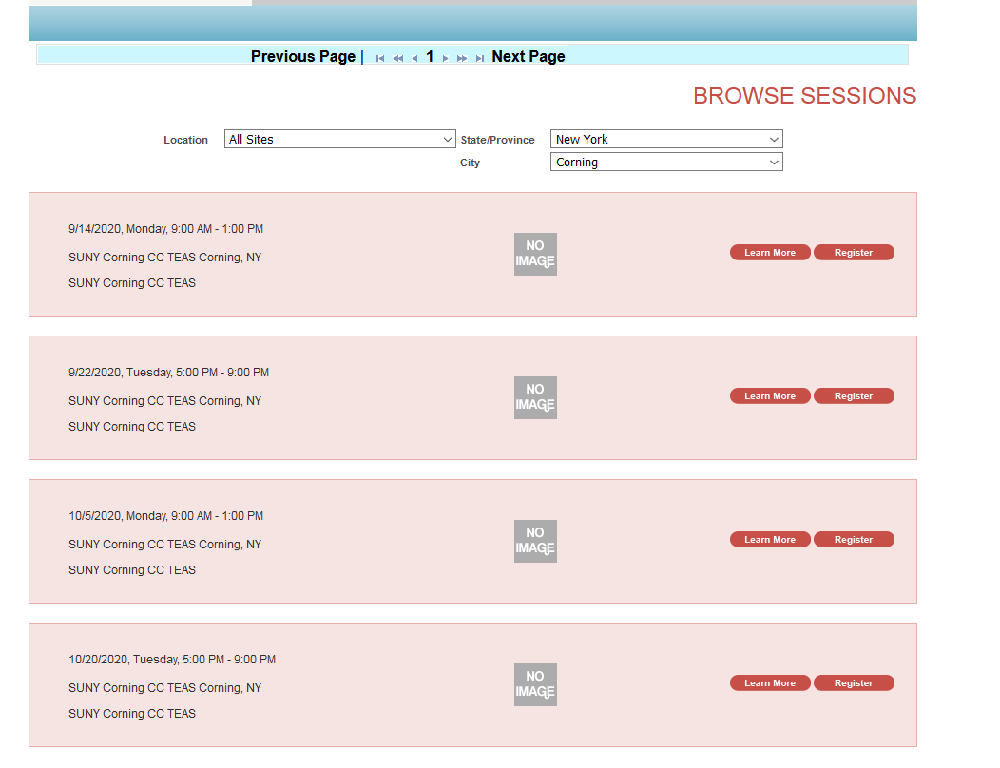 Previous Page | 1 Next Page
BROWSE SESSIONS
Location All Sites State/Province New York
City Corning
9/14/2020, Monday, 9:00 AM - 1:00 PM
SUNY Corning CC TEAS Corning, NY
SUNY Corning CC TEAS
NO
IMAGE
Learn More Register
9/22/2020, Tuesday, 5:00 PM - 9:00 PM
SUNY Corning CC TEAS Corning, NY
SUNY Corning CC TEAS
NO
IMAGE
Learn More Register
10/5/2020, Monday, 9:00 AM - 1:00 PM
SUNY Corning CC TEAS Corning, NY
SUNY Corning CC TEAS
NO
IMAGE
Learn More Register
10/20/2020, Tuesday, 5:00 PM - 9:00 PM
SUNY Corning CC TEAS Corning, NY
SUNY Corning CC TEAS
NO
IMAGE
Learn More Register